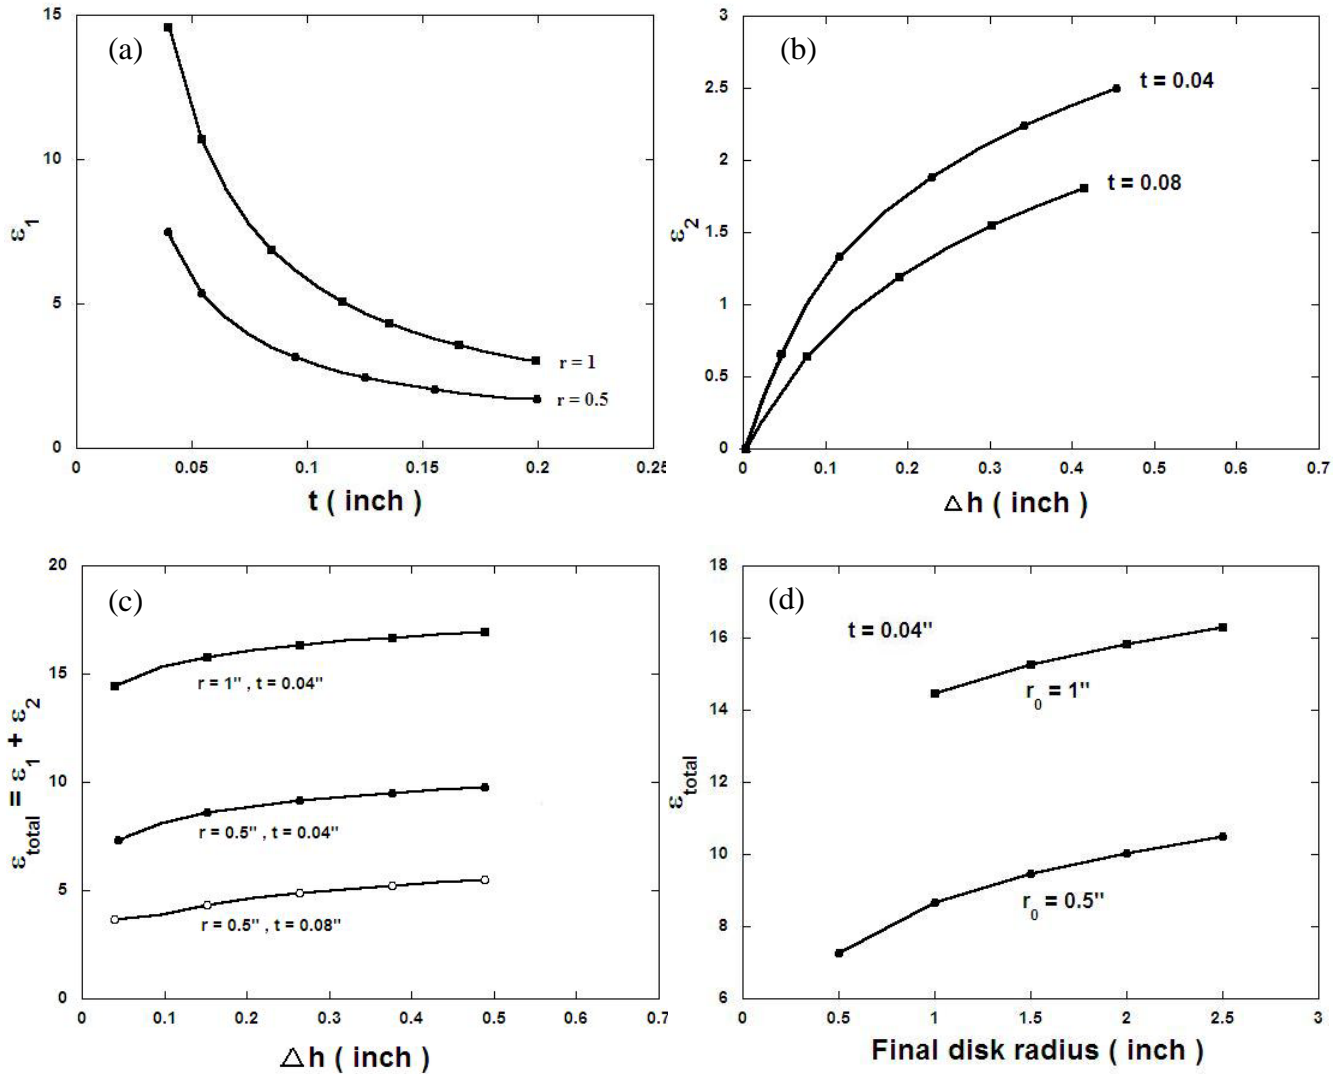 (a)
15
10
5
0
ε1
r = 1
r = 0.5
0 0.05 0.1 0.15 0.2 0.25
t ( inch )
(b)
3
2.5
2
1.5
1
0.5
0
ε2
t = 0.04
t = 0.08
0 0.1 0.2 0.3 0.4 0.5 0.6 0.7
△h ( inch )
(c)
20
15
10
5
0
εtotal = ε1 + ε2
r = 1" , t = 0.04"
r = 0.5" , t = 0.04"
r = 0.5" , t = 0.08"
0 0.1 0.2 0.3 0.4 0.5 0.6 0.7
△h ( inch )
(d)
18
16
14
12
10
8
6
εtotal
t = 0.04"
r0 = 1"
r0 = 0.5"
0 0.5 1 1.5 2 2.5 3
Final disk radius ( inch )